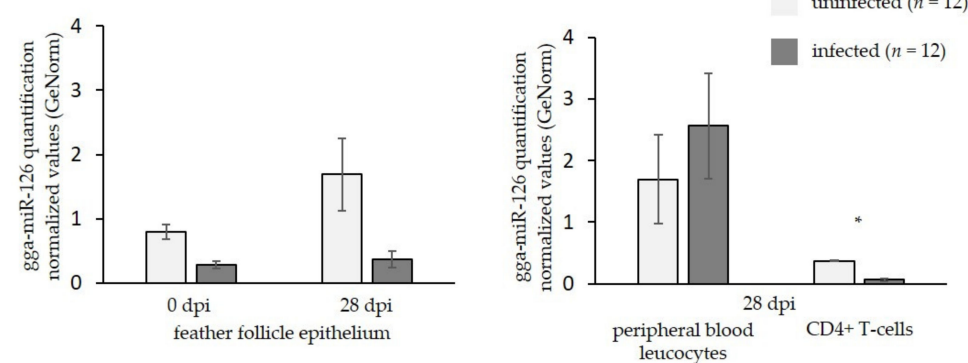 uninfected (n = 12)
infected (n = 12)
gga-miR-126 quantification
normalized values (GeNorm)
4
3
2
1
0
0 dpi
28 dpi
feather follicle epithelium
gga-miR-126 quantification
normalized values (GeNorm)
4
3
2
1
0
*
28 dpi
peripheral blood
leucocytes
CD4+ T-cells